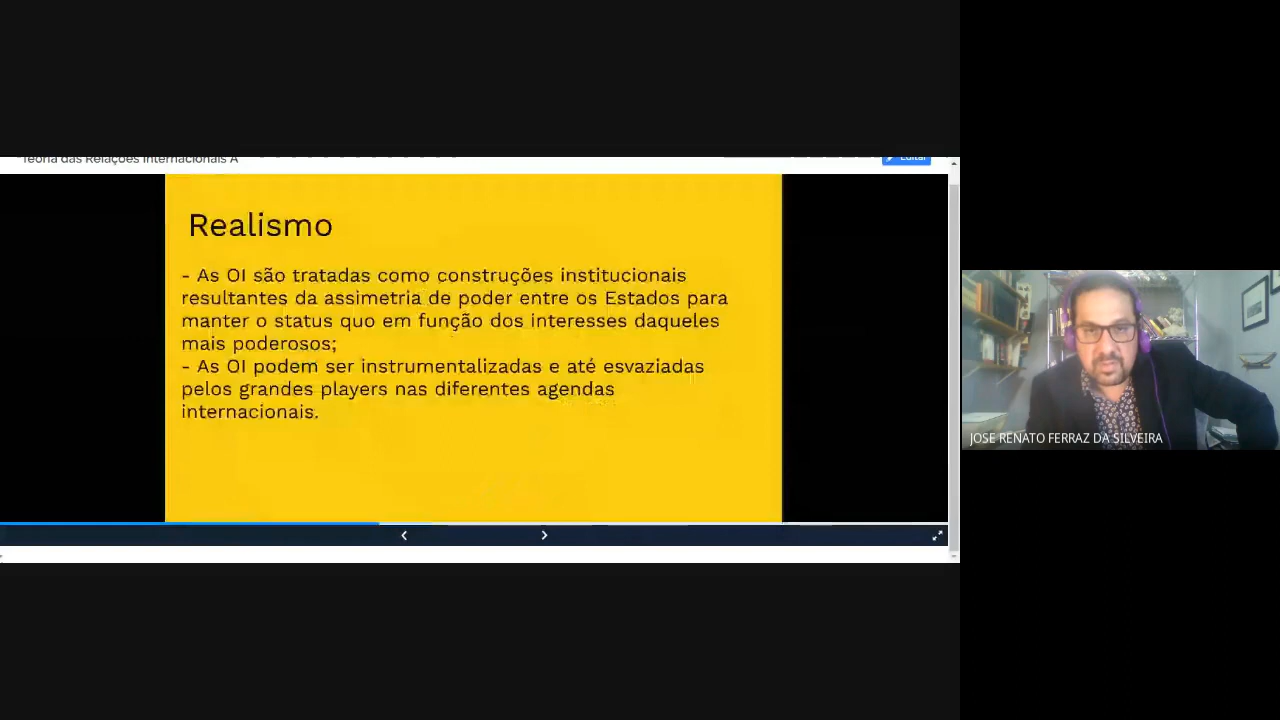 Teoria das Relações Internacionais A
Editar
Realismo
- As OI são tratadas como construções institucionais
resultantes da assimetria de poder entre os Estados para
manter o status quo em função dos interesses daqueles
mais poderosos;
- As OI podem ser instrumentalizadas e até esvaziadas
pelos grandes players nas diferentes agendas
internacionais.
JOSE RENATO FERRAZ DA SILVEIRA